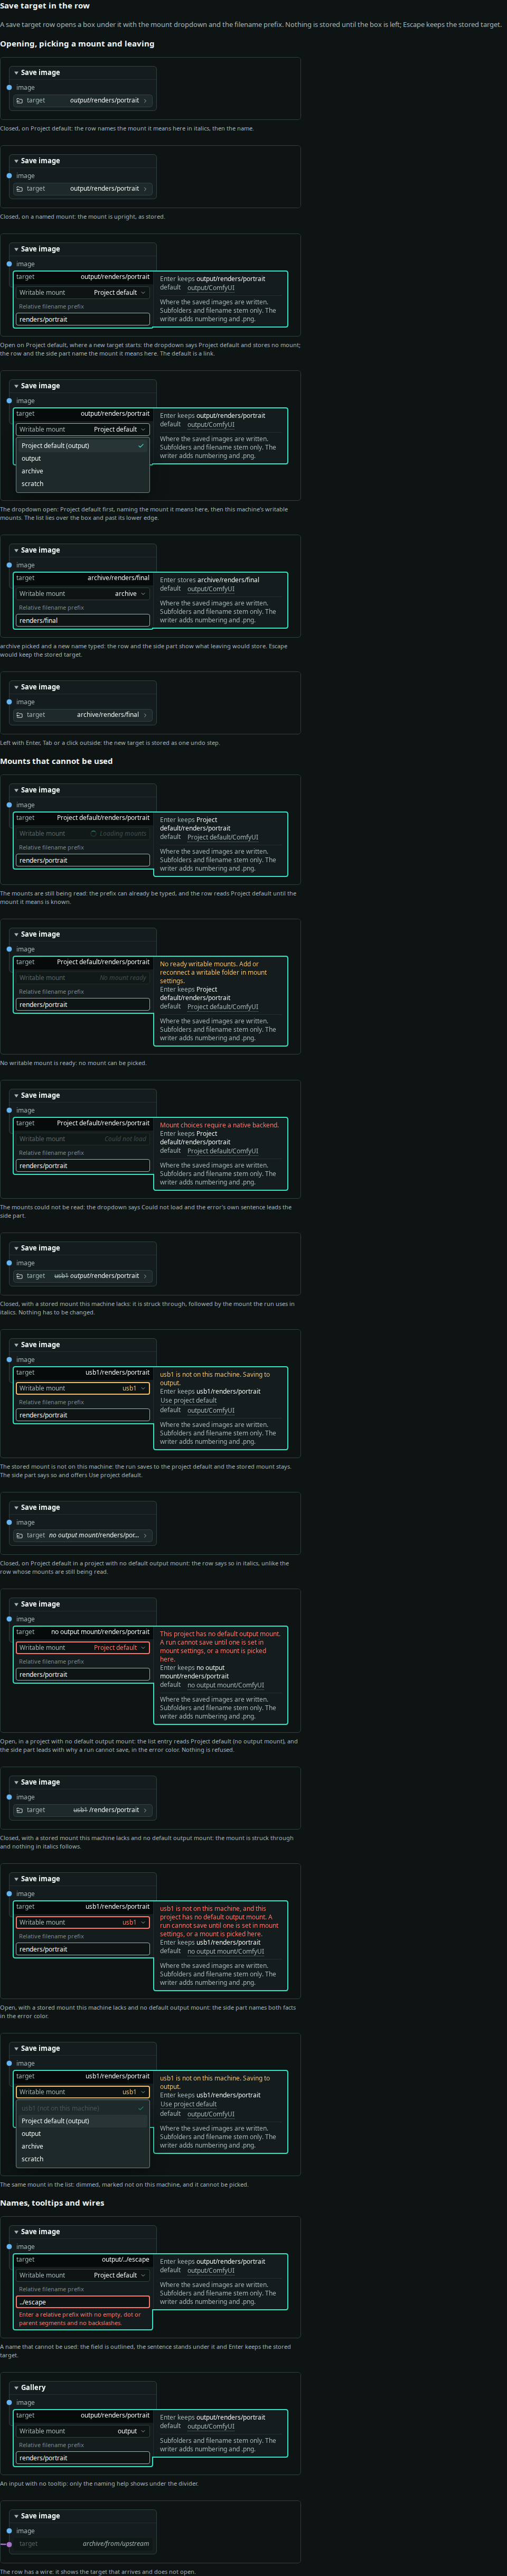 Save target in the row
A save target row opens a box under it with the mount dropdown and the filename prefix. Nothing is stored until the box is left; Escape keeps the stored target.
Opening, picking a mount and leaving
Save image
image
target output/renders/portrait
Closed, on Project default: the row names the mount it means here in italics, then the name.
Save image
image
target output/renders/portrait
Closed, on a named mount: the mount is upright, as stored.
Save image
image
target output/renders/portrait
Writable mount Project default
Relative filename prefix
renders/portrait
Enter keeps output/renders/portrait
default output/ComfyUI
Where the saved images are written.
Subfolders and filename stem only. The
writer adds numbering and .png.
Open on Project default, where a new target starts: the dropdown says Project default and stores no mount;
the row and the side part name the mount it means here. The default is a link.
Save image
image
target output/renders/portrait
Writable mount Project default
Project default (output)
output
archive
scratch
Enter keeps output/renders/portrait
default output/ComfyUI
Where the saved images are written.
Subfolders and filename stem only. The
writer adds numbering and .png.
The dropdown open: Project default first, naming the mount it means here, then this machine's writable
mounts. The list lies over the box and past its lower edge.
Save image
image
target archive/renders/final
Writable mount archive
Relative filename prefix
renders/final
Enter stores archive/renders/final
default output/ComfyUI
Where the saved images are written.
Subfolders and filename stem only. The
writer adds numbering and .png.
archive picked and a new name typed: the row and the side part show what leaving would store. Escape
would keep the stored target.
Save image
image
target archive/renders/final
Left with Enter, Tab or a click outside: the new target is stored as one undo step.
Mounts that cannot be used
Save image
image
target Project default/renders/portrait
Writable mount Loading mounts
Relative filename prefix
renders/portrait
Enter keeps Project
default/renders/portrait
default Project default/ComfyUI
Where the saved images are written.
Subfolders and filename stem only. The
writer adds numbering and .png.
The mounts are still being read: the prefix can already be typed, and the row reads Project default until the
mount it means is known.
Save image
image
target Project default/renders/portrait
Writable mount No mount ready
Relative filename prefix
renders/portrait
No ready writable mounts. Add or
reconnect a writable folder in mount
settings.
Enter keeps Project
default/renders/portrait
default Project default/ComfyUI
Where the saved images are written.
Subfolders and filename stem only. The
writer adds numbering and .png.
No writable mount is ready: no mount can be picked.
Save image
image
target Project default/renders/portrait
Writable mount Could not load
Relative filename prefix
renders/portrait
Mount choices require a native backend.
Enter keeps Project
default/renders/portrait
default Project default/ComfyUI
Where the saved images are written.
Subfolders and filename stem only. The
writer adds numbering and .png.
The mounts could not be read: the dropdown says Could not load and the error's own sentence leads the
side part.
Save image
image
target usb1 output/renders/portrait
Closed, with a stored mount this machine lacks: it is struck through, followed by the mount the run uses in
italics. Nothing has to be changed.
Save image
image
target usb1/renders/portrait
Writable mount usb1
Relative filename prefix
renders/portrait
usb1 is not on this machine. Saving to
output.
Enter keeps usb1/renders/portrait
Use project default
default output/ComfyUI
Where the saved images are written.
Subfolders and filename stem only. The
writer adds numbering and .png.
The stored mount is not on this machine: the run saves to the project default and the stored mount stays.
The side part says so and offers Use project default.
Save image
image
target no output mount/renders/por...
Closed, on Project default in a project with no default output mount: the row says so in italics, unlike the
row whose mounts are still being read.
Save image
image
target no output mount/renders/portrait
Writable mount Project default
Relative filename prefix
renders/portrait
This project has no default output mount.
A run cannot save until one is set in
mount settings, or a mount is picked
here.
Enter keeps no output
mount/renders/portrait
default no output mount/ComfyUI
Where the saved images are written.
Subfolders and filename stem only. The
writer adds numbering and .png.
Open, in a project with no default output mount: the list entry reads Project default (no output mount), and
the side part leads with why a run cannot save, in the error color. Nothing is refused.
Save image
image
target usb1 /renders/portrait
Closed, with a stored mount this machine lacks and no default output mount: the mount is struck through
and nothing in italics follows.
Save image
image
target usb1/renders/portrait
Writable mount usb1
Relative filename prefix
renders/portrait
usb1 is not on this machine, and this
project has no default output mount. A
run cannot save until one is set in mount
settings, or a mount is picked here.
Enter keeps usb1/renders/portrait
default no output mount/ComfyUI
Where the saved images are written.
Subfolders and filename stem only. The
writer adds numbering and .png.
Open, with a stored mount this machine lacks and no default output mount: the side part names both facts
in the error color.
Save image
image
target usb1/renders/portrait
Writable mount usb1
usb1 (not on this machine)
Project default (output)
output
archive
scratch
usb1 is not on this machine. Saving to
output.
Enter keeps usb1/renders/portrait
Use project default
default output/ComfyUI
Where the saved images are written.
Subfolders and filename stem only. The
writer adds numbering and .png.
The same mount in the list: dimmed, marked not on this machine, and it cannot be picked.
Names, tooltips and wires
Save image
image
target output/../escape
Writable mount Project default
Relative filename prefix
../escape
Enter a relative prefix with no empty, dot or
parent segments and no backslashes.
Enter keeps output/renders/portrait
default output/ComfyUI
Where the saved images are written.
Subfolders and filename stem only. The
writer adds numbering and .png.
A name that cannot be used: the field is outlined, the sentence stands under it and Enter keeps the stored
target.
Gallery
image
target output/renders/portrait
Writable mount output
Relative filename prefix
renders/portrait
Enter keeps output/renders/portrait
default output/ComfyUI
Subfolders and filename stem only. The
writer adds numbering and .png.
An input with no tooltip: only the naming help shows under the divider.
Save image
image
target archive/from/upstream
The row has a wire: it shows the target that arrives and does not open.